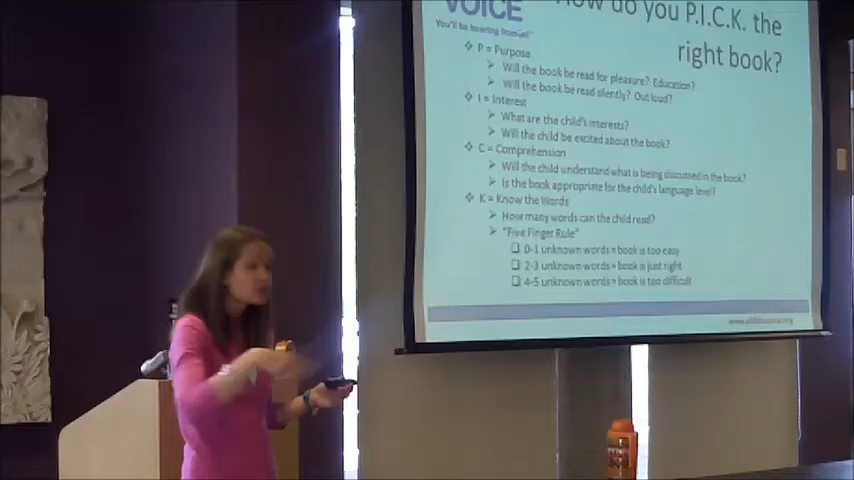 VOICE
You'll be hearing from us!
How do you P.I.C.K. the
right book?
❖ P = Purpose
➢ Will the book be read for pleasure? Education?
➢ Will the book be read silently? Out loud?
❖ I = Interest
➢ What are the child's interests?
➢ Will the child be excited about the book?
❖ C = Comprehension
➢ Will the child understand what is being discussed in the book?
➢ Is the book appropriate for the child's language level?
❖ K = Know the Words
➢ How many words can the child read?
➢ "Five Finger Rule"
❑ 0-1 unknown words = book is too easy
❑ 2-3 unknown words = book is just right
❑ 4-5 unknown words = book is too difficult